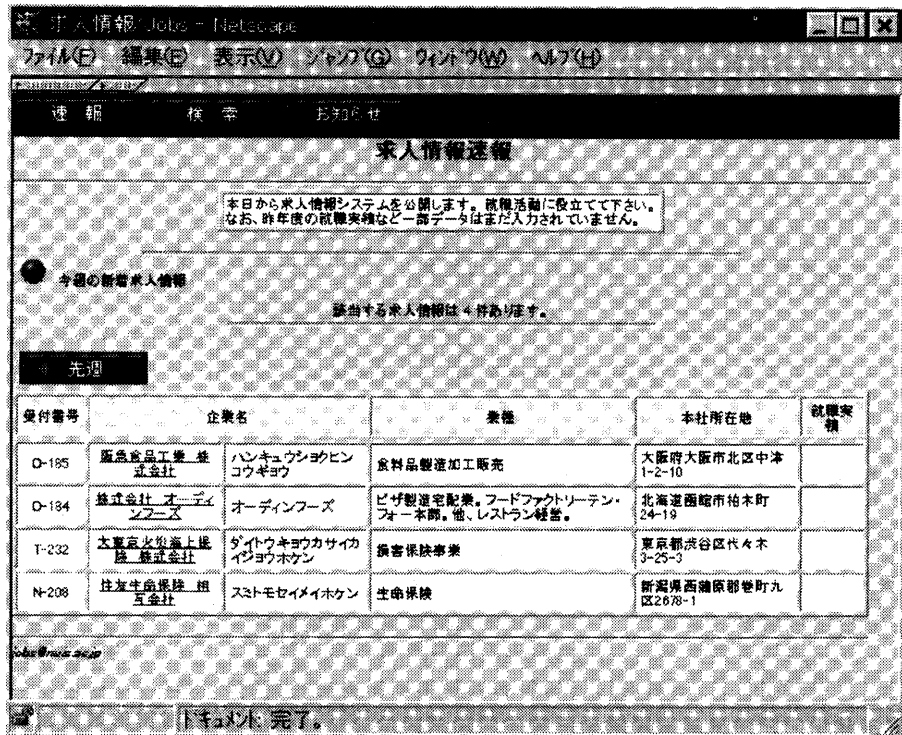 求人情報/Jobs - Netscape
ファイル(F) 編集(E) 表示(V) ジャンプ(G) ウィンドウ(W) ヘルプ(H)
速 報 検 索 お知らせ
求人情報速報
本日から求人情報システムを公開します。就職活動に役立てて下さい。
なお、昨年度の就職実績など一部データはまだ入力されていません。
今週の新着求人情報
該当する求人情報は 4 件あります。
先週
受付番号 企業名 業種 本社所在地 就職実
績
O-185 阪急食品工業 株 ハンキュウショクヒン 食料品製造加工販売 大阪府大阪市北区中津
式会社 コウギョウ 1-2-10
O-184 株式会社 オーディ オーディンフーズ ピザ製造宅配業。フードファクトリーテン・ 北海道函館市柏木町
ンフーズ フォー本部。他、レストラン経営。 24-19
T-232 大東京火災海上保 ダイトウキョウカサイカ 損害保険事業 東京都渋谷区代々木
険 株式会社 イジョウホケン 3-25-3
N-208 住友生命保険 相 スミトモセイメイホケン 生命保険 新潟県西蒲原郡巻町九
互会社 区2678-1
ドキュメント: 完了。